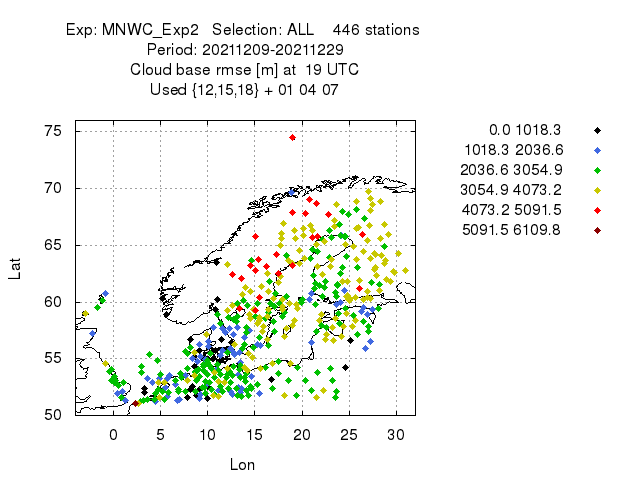 Exp: MNWC_Exp2 Selection: ALL 446 stations
Period: 20211209-20211229
Cloud base rmse [m] at 19 UTC
Used {12,15,18} + 01 04 07
0.0 1018.3
1018.3 2036.6
2036.6 3054.9
3054.9 4073.2
4073.2 5091.5
5091.5 6109.8
75
70
65
60
55
50
Lat
0 5 10 15 20 25 30
Lon